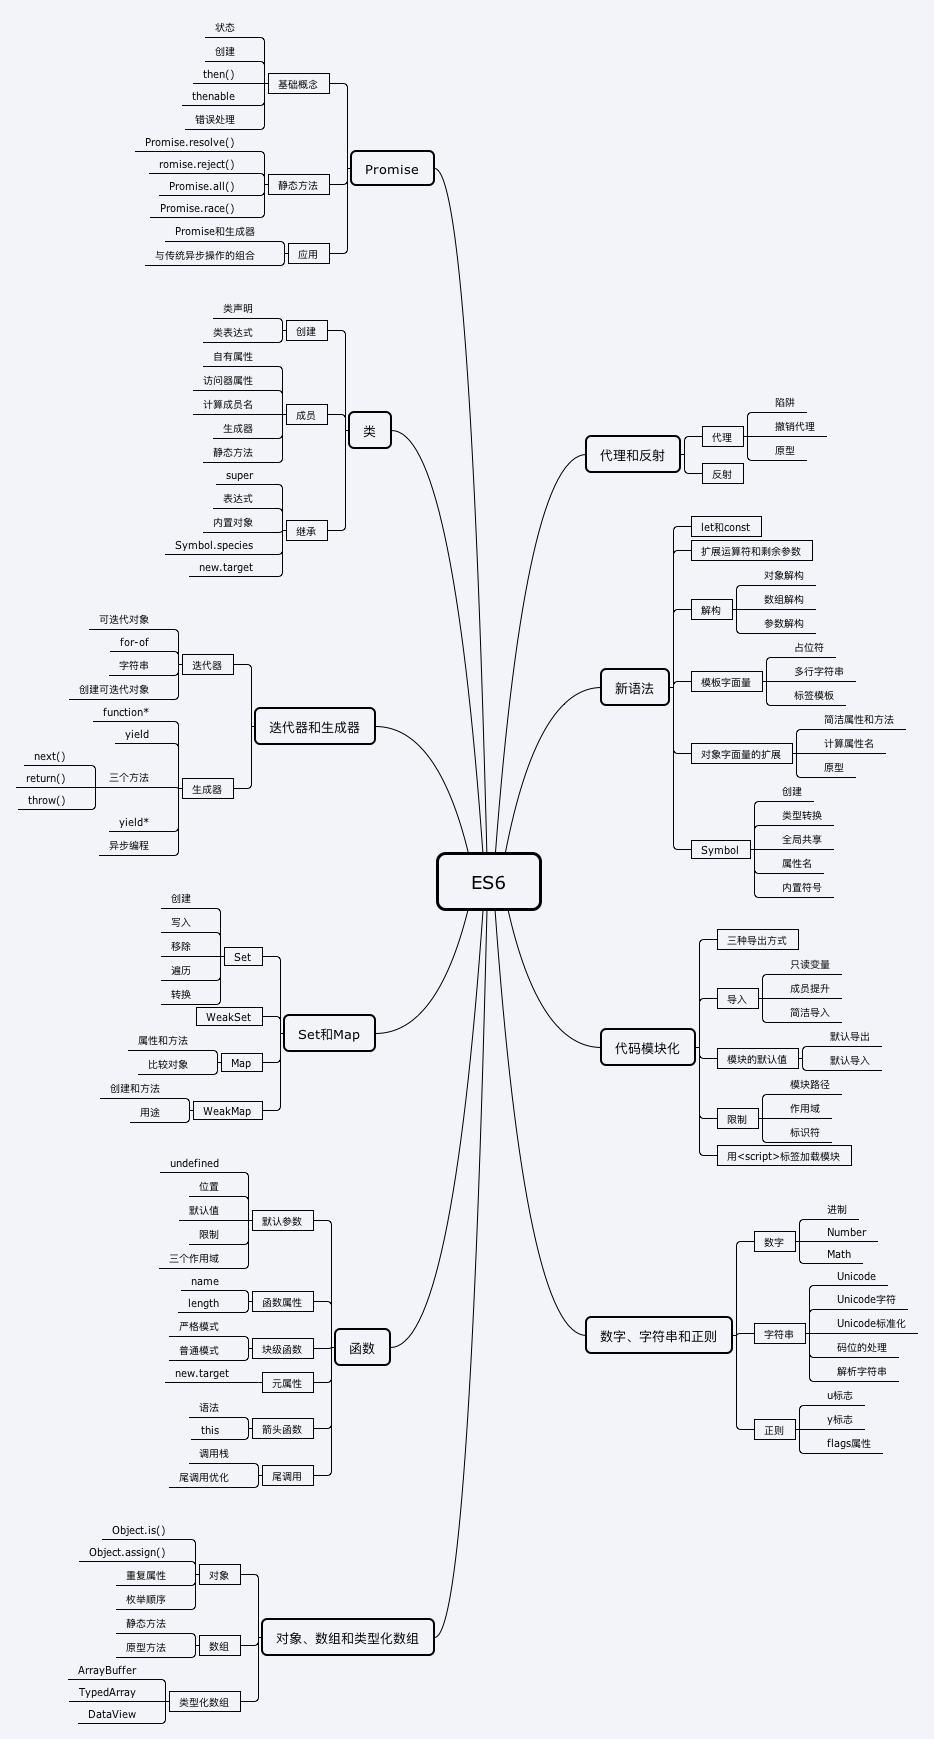 ES6
Promise
基础概念
状态
创建
then()
thenable
错误处理
静态方法
Promise.resolve()
romise.reject()
Promise.all()
Promise.race()
应用
Promise和生成器
与传统异步操作的组合
类
创建
类声明
类表达式
成员
自有属性
访问器属性
计算成员名
生成器
静态方法
继承
super
表达式
内置对象
Symbol.species
new.target
迭代器和生成器
迭代器
可迭代对象
for-of
字符串
创建可迭代对象
生成器
function*
yield
三个方法
next()
return()
throw()
yield*
异步编程
Set和Map
Set
创建
写入
移除
遍历
转换
WeakSet
Map
属性和方法
比较对象
WeakMap
创建和方法
用途
函数
默认参数
undefined
位置
默认值
限制
三个作用域
函数属性
name
length
块级函数
严格模式
普通模式
元属性
new.target
箭头函数
语法
this
尾调用
调用栈
尾调用优化
对象、数组和类型化数组
对象
Object.is()
Object.assign()
重复属性
枚举顺序
数组
静态方法
原型方法
类型化数组
ArrayBuffer
TypedArray
DataView
代理和反射
代理
陷阱
撤销代理
原型
反射
新语法
let和const
扩展运算符和剩余参数
解构
对象解构
数组解构
参数解构
模板字面量
占位符
多行字符串
标签模板
对象字面量的扩展
简洁属性和方法
计算属性名
原型
Symbol
创建
类型转换
全局共享
属性名
内置符号
代码模块化
三种导出方式
导入
只读变量
成员提升
简洁导入
模块的默认值
默认导出
默认导入
限制
模块路径
作用域
标识符
用<script>标签加载模块
数字、字符串和正则
数字
进制
Number
Math
字符串
Unicode
Unicode字符
Unicode标准化
码位的处理
解析字符串
正则
u标志
y标志
flags属性